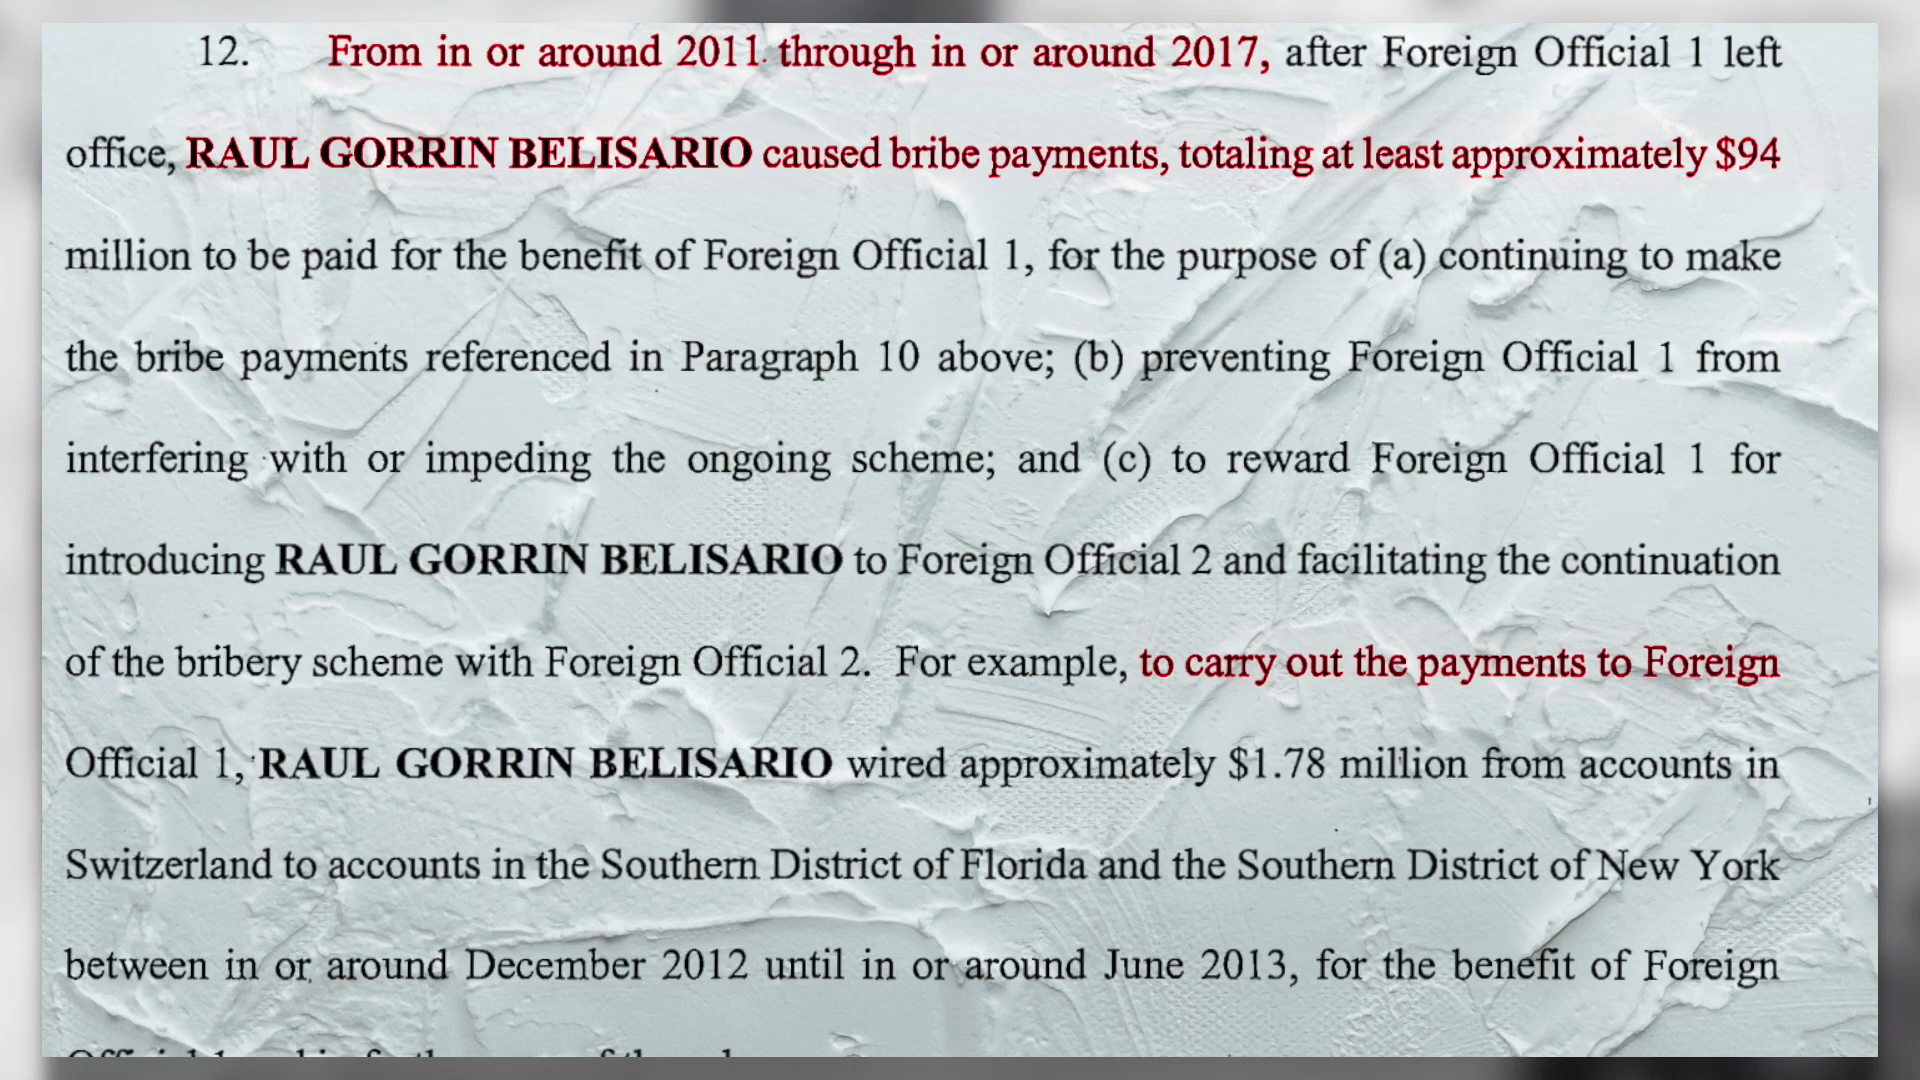 12. From in or around 2011 through in or around 2017, after Foreign Official 1 left
office, RAUL GORRIN BELISARIO caused bribe payments, totaling at least approximately $94
million to be paid for the benefit of Foreign Official 1, for the purpose of (a) continuing to make
the bribe payments referenced in Paragraph 10 above; (b) preventing Foreign Official 1 from
interfering with or impeding the ongoing scheme; and (c) to reward Foreign Official 1 for
introducing RAUL GORRIN BELISARIO to Foreign Official 2 and facilitating the continuation
of the bribery scheme with Foreign Official 2. For example, to carry out the payments to Foreign
Official 1, RAUL GORRIN BELISARIO wired approximately $1.78 million from accounts in
Switzerland to accounts in the Southern District of Florida and the Southern District of New York
between in or around December 2012 until in or around June 2013, for the benefit of Foreign